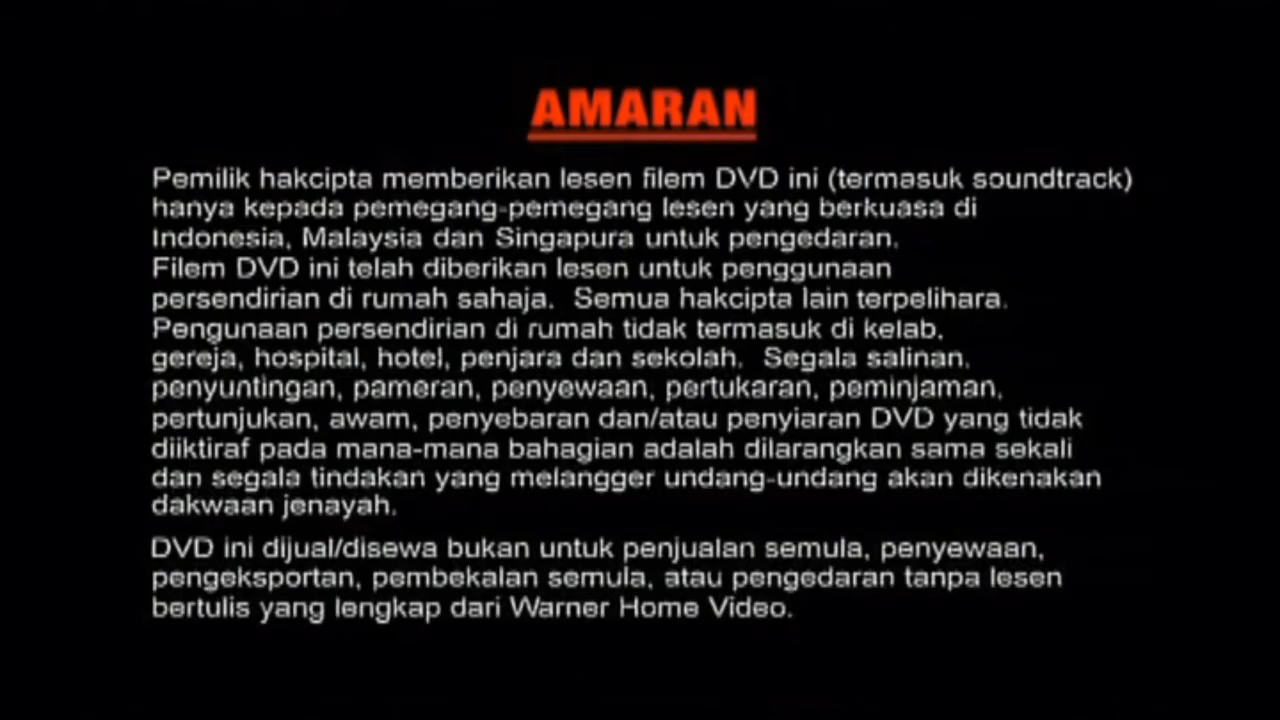 AMARAN
Pemilik hakcipta memberikan lesen filem DVD ini (termasuk soundtrack)
hanya kepada pemegang-pemegang lesen yang berkuasa di
Indonesia, Malaysia dan Singapura untuk pengedaran.
Filem DVD ini telah diberikan lesen untuk penggunaan
persendirian di rumah sahaja.  Semua hakcipta lain terpelihara.
Pengunaan persendirian di rumah tidak termasuk di kelab,
gereja, hospital, hotel, penjara dan sekolah.  Segala salinan,
penyuntingan, pameran, penyewaan, pertukaran, peminjaman,
pertunjukan, awam, penyebaran dan/atau penyiaran DVD yang tidak
diiktiraf pada mana-mana bahagian adalah dilarangkan sama sekali
dan segala tindakan yang melangger undang-undang akan dikenakan
dakwaan jenayah.
DVD ini dijual/disewa bukan untuk penjualan semula, penyewaan,
pengeksportan, pembekalan semula, atau pengedaran tanpa lesen
bertulis yang lengkap dari Warner Home Video.